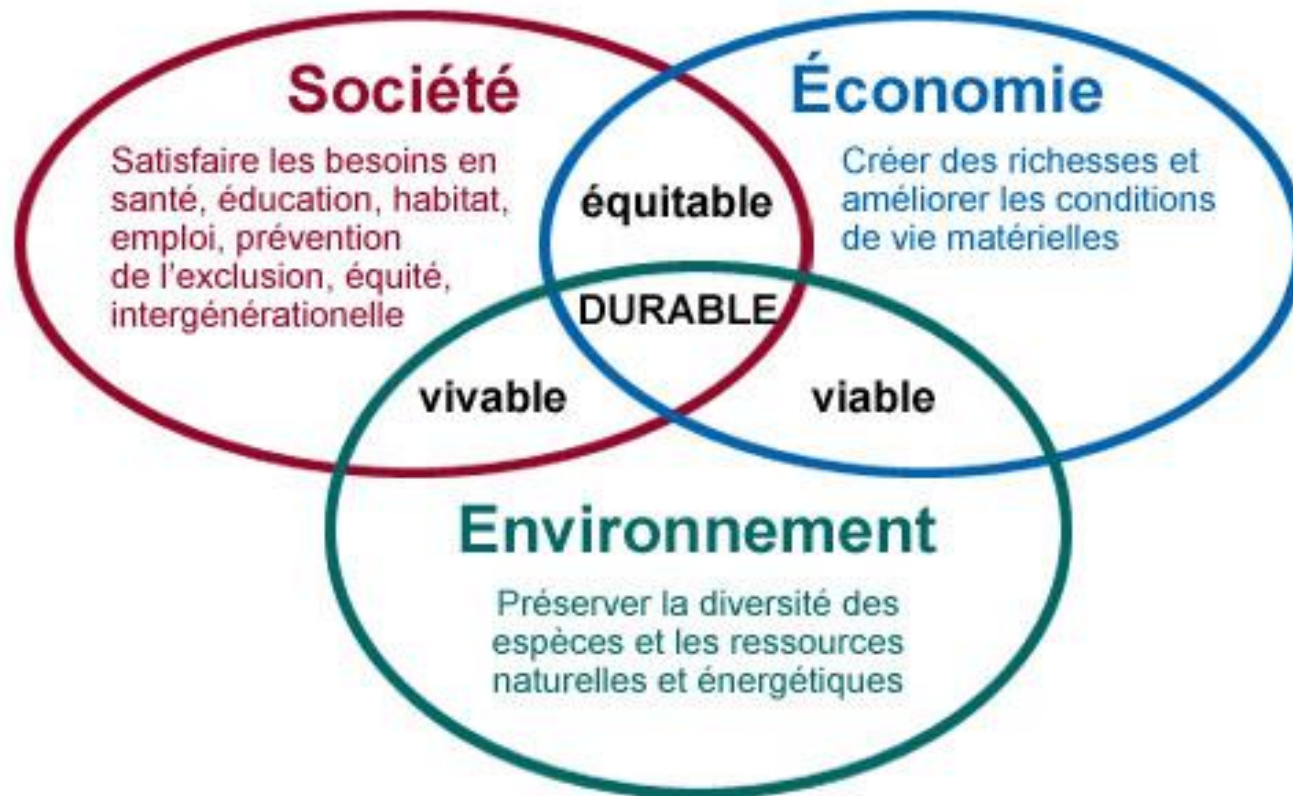 Société
Satisfaire les besoins en
santé, éducation, habitat,
emploi, prévention
de l'exclusion, équité,
intergénérationelle
équitable
Économie
Créer des richesses et
améliorer les conditions
de vie matérielles
DURABLE
vivable
viable
Environnement
Préserver la diversité des
espèces et les ressources
naturelles et énergétiques